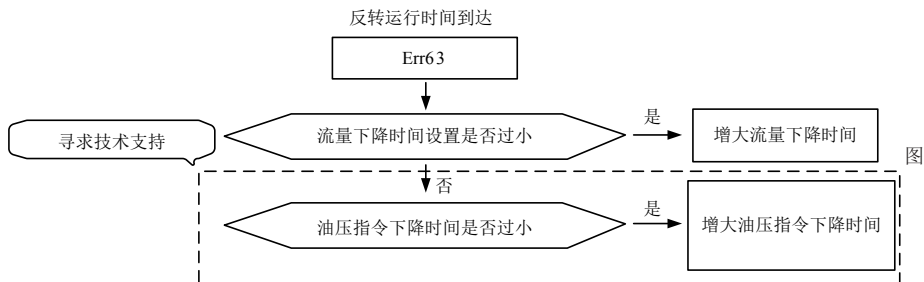 反转运行时间到达
Err63
寻求技术支持
流量下降时间设置是否过小
是
增大流量下降时间
图
否
油压指令下降时间是否过小
是
增大油压指令下降时间